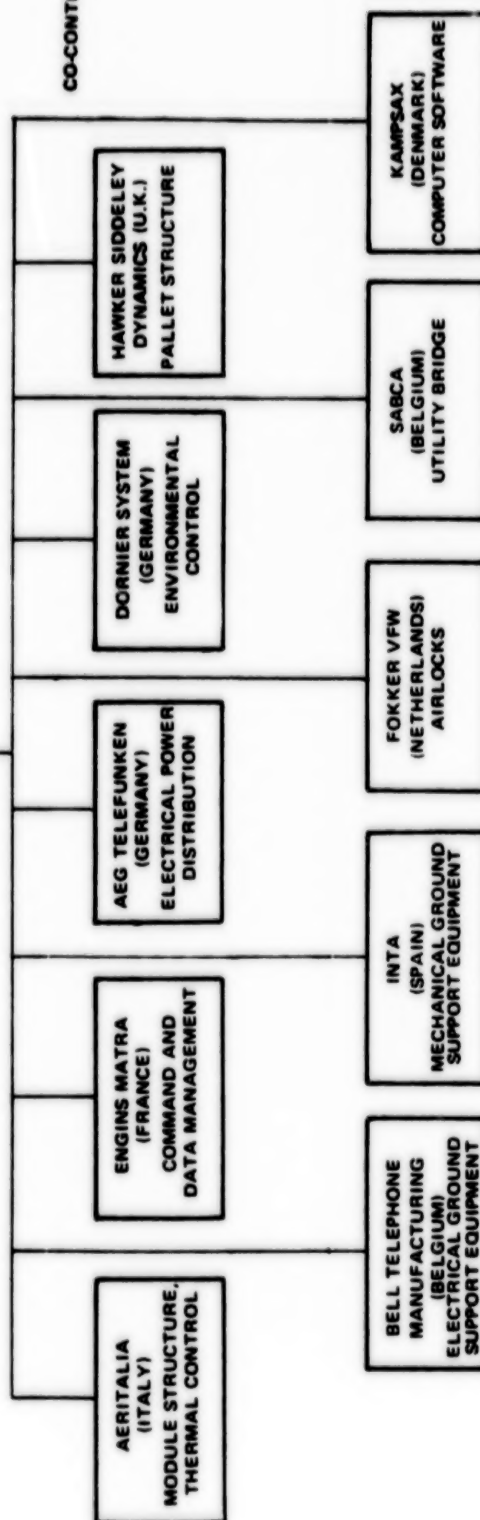 CO-CONT
AERITALIA
(ITALY)
MODULE STRUCTURE,
THERMAL CONTROL
ENGINS MATRA
(FRANCE)
COMMAND AND
DATA MANAGEMENT
AEG TELEFUNKEN
(GERMANY)
ELECTRICAL POWER
DISTRIBUTION
DORNIER SYSTEM
(GERMANY)
ENVIRONMENTAL
CONTROL
HAWKER SIDDELEY
DYNAMICS (U.K.)
PALLET STRUCTURE
BELL TELEPHONE
MANUFACTURING
(BELGIUM)
ELECTRICAL GROUND
SUPPORT EQUIPMENT
INTA
(SPAIN)
MECHANICAL GROUND
SUPPORT EQUIPMENT
FOKKER VFW
(NETHERLANDS)
AIRLOCKS
SABCA
(BELGIUM)
UTILITY BRIDGE
KAMPSAX
(DENMARK)
COMPUTER SOFTWARE